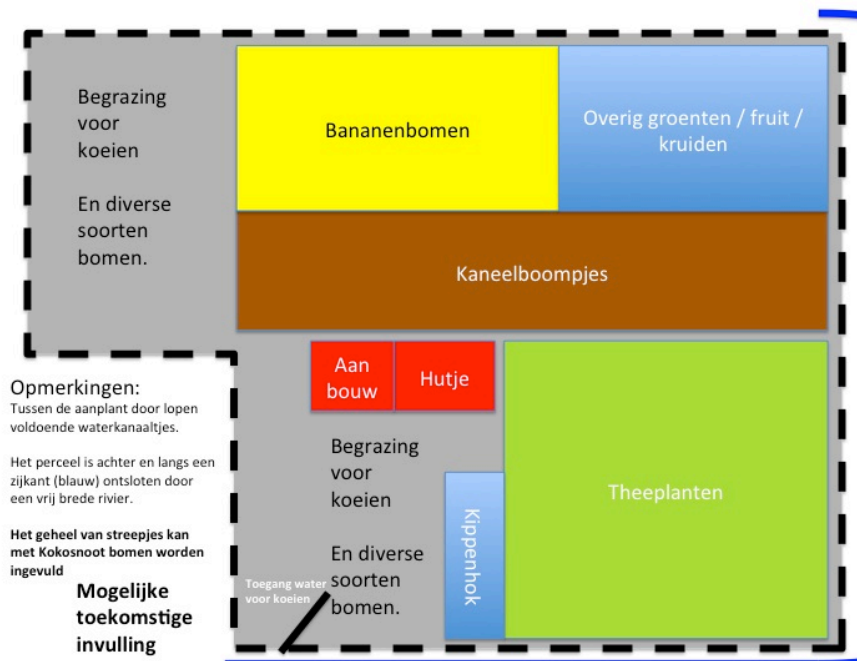 Begrazing
voor
koeien
En diverse
soorten
bomen.
Bananenbomen
Overig groenten / fruit /
kruiden
Kaneelboompjes
Aan
bouw
Hutje
Begrazing
voor
koeien
En diverse
soorten
bomen.
Kippenhok
Theeplanten
Toegang water
voor koeien
Opmerkingen:
Tussen de aanplant door lopen
voldoende waterkanaaltjes.
Het perceel is achter en langs een
zijkant (blauw) ontsloten door
een vrij brede rivier.
Het geheel van streepjes kan
met Kokosnoot bomen worden
ingevuld
Mogelijke
toekomstige
invulling